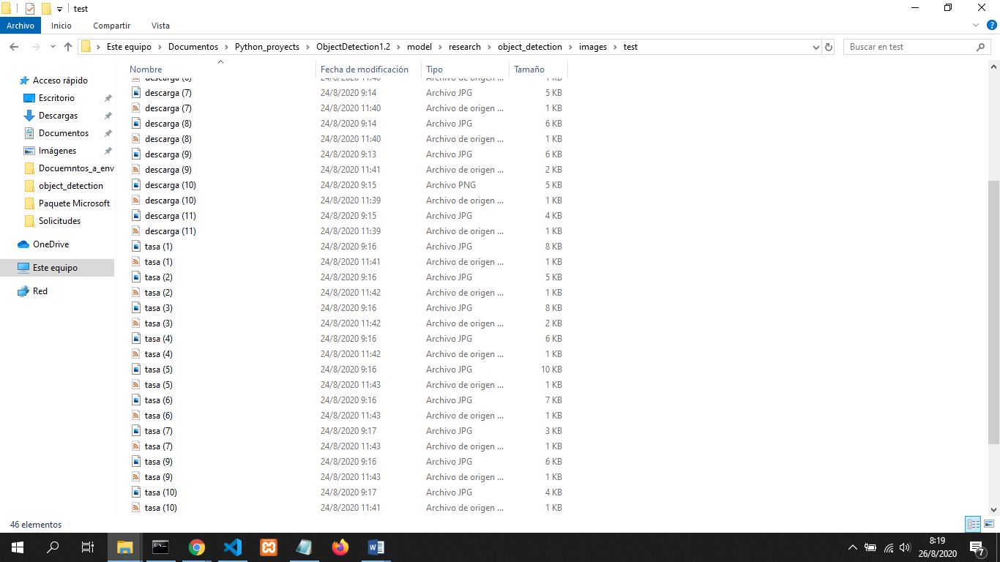 test
Archivo Inicio Compartir Vista
Este equipo Documentos Python_proyects ObjectDetection1.2 model research object_detection images test
Buscar en test
Acceso rápido
Escritorio
Descargas
Documentos
Imágenes
Docuemntos_a_env
object_detection
Paquete Microsoft
Solicitudes
OneDrive
Este equipo
Red
Nombre Fecha de modificación Tipo Tamaño
descarga (6) 24/8/2020 11:40 Archivo de origen ... 1 KB
descarga (7) 24/8/2020 9:14 Archivo JPG 5 KB
descarga (7) 24/8/2020 11:40 Archivo de origen ... 1 KB
descarga (8) 24/8/2020 9:14 Archivo JPG 6 KB
descarga (8) 24/8/2020 11:40 Archivo de origen ... 1 KB
descarga (9) 24/8/2020 9:13 Archivo JPG 6 KB
descarga (9) 24/8/2020 11:41 Archivo de origen ... 2 KB
descarga (10) 24/8/2020 9:15 Archivo PNG 5 KB
descarga (10) 24/8/2020 11:39 Archivo de origen ... 1 KB
descarga (11) 24/8/2020 9:15 Archivo JPG 4 KB
descarga (11) 24/8/2020 11:39 Archivo de origen ... 1 KB
tasa (1) 24/8/2020 9:16 Archivo JPG 8 KB
tasa (1) 24/8/2020 11:41 Archivo de origen ... 1 KB
tasa (2) 24/8/2020 9:16 Archivo JPG 5 KB
tasa (2) 24/8/2020 11:42 Archivo de origen ... 1 KB
tasa (3) 24/8/2020 9:16 Archivo JPG 8 KB
tasa (3) 24/8/2020 11:42 Archivo de origen ... 2 KB
tasa (4) 24/8/2020 9:16 Archivo JPG 6 KB
tasa (4) 24/8/2020 11:42 Archivo de origen ... 1 KB
tasa (5) 24/8/2020 9:16 Archivo JPG 10 KB
tasa (5) 24/8/2020 11:43 Archivo de origen ... 1 KB
tasa (6) 24/8/2020 9:16 Archivo JPG 7 KB
tasa (6) 24/8/2020 11:43 Archivo de origen ... 1 KB
tasa (7) 24/8/2020 9:17 Archivo JPG 3 KB
tasa (7) 24/8/2020 11:43 Archivo de origen ... 1 KB
tasa (9) 24/8/2020 9:16 Archivo JPG 6 KB
tasa (9) 24/8/2020 11:43 Archivo de origen ... 1 KB
tasa (10) 24/8/2020 9:17 Archivo JPG 4 KB
tasa (10) 24/8/2020 11:41 Archivo de origen ... 1 KB
46 elementos
8:19
26/8/2020
7